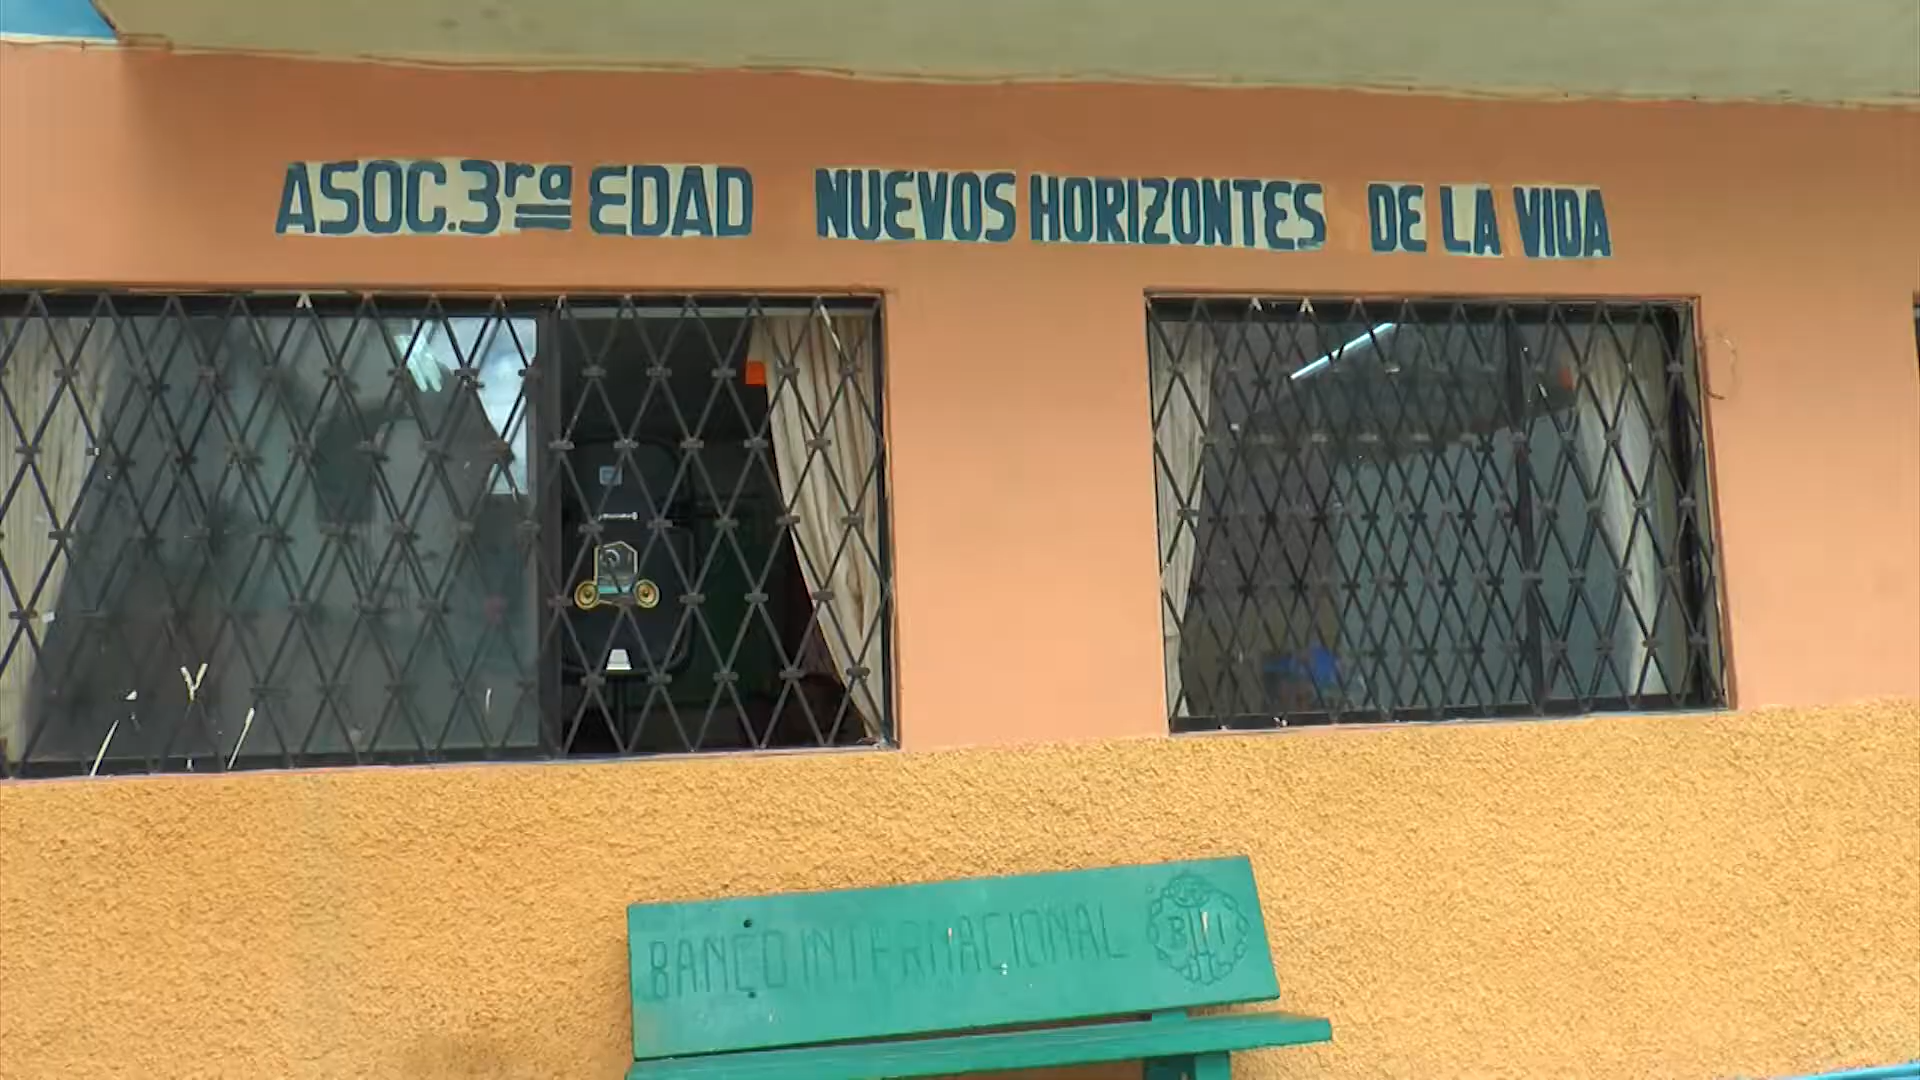 ASOC. 3ra EDAD NUEVOS HORIZONTES DE LA VIDA
BANCO INTERNACIONAL